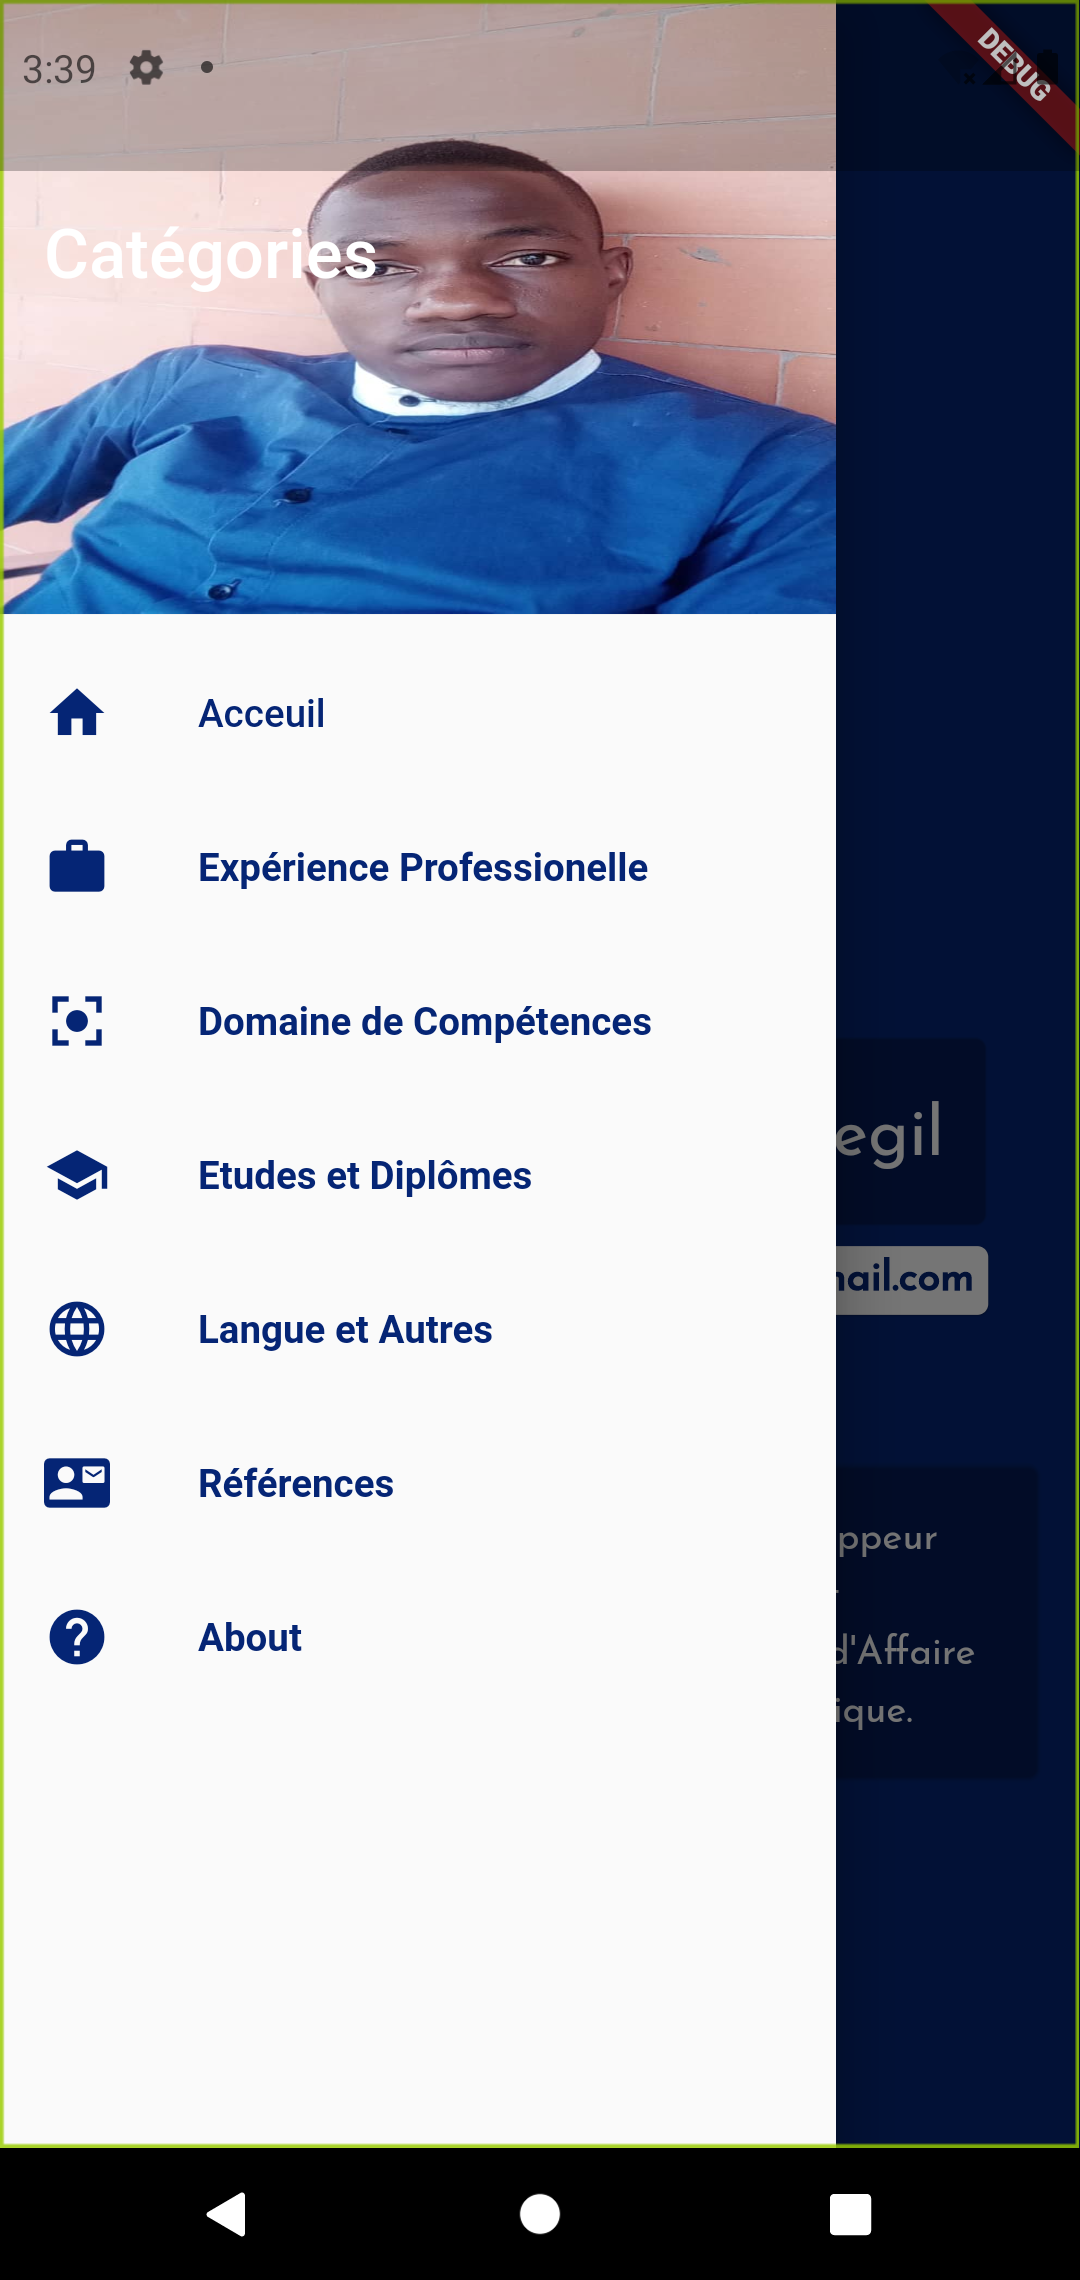 3:39
DEBUG
Catégories
Acceuil
Expérience Professionelle
Domaine de Compétences
egil
Etudes et Diplômes
ail.com
Langue et Autres
Références
ppeur
About
d'Affaire
ique.